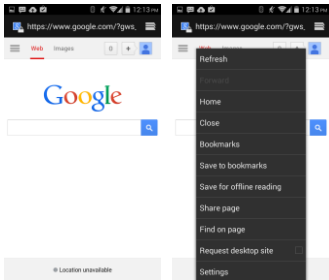 12:13 PM
https://www.google.com/?gws_
Web Images 0 +
Google
Location unavailable
12:13 PM
https://www.google.com/?gws_
Refresh
Forward
Home
Close
Bookmarks
Save to bookmarks
Save for offline reading
Share page
Find on page
Request desktop site
Settings